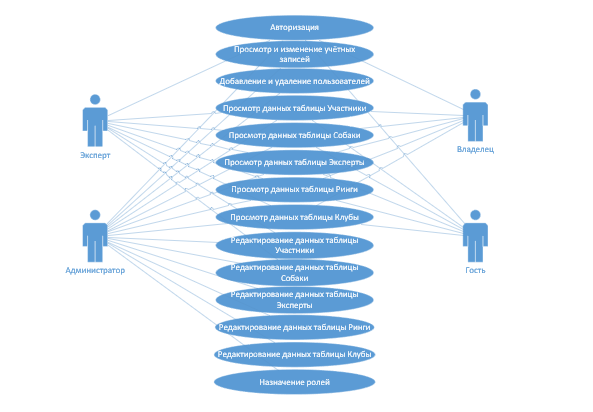 Авторизация
Просмотр и изменение учётных
записей
Добавление и удаление пользователей
Просмотр данных таблицы Участники
Просмотр данных таблицы Собаки
Просмотр данных таблицы Эксперты
Просмотр данных таблицы Ринги
Просмотр данных таблицы Клубы
Редактирование данных таблицы
Участники
Редактирование данных таблицы
Собаки
Редактирование данных таблицы
Эксперты
Редактирование данных таблицы Ринги
Редактирование данных таблицы Клубы
Назначение ролей
Эксперт
Администратор
Владелец
Гость